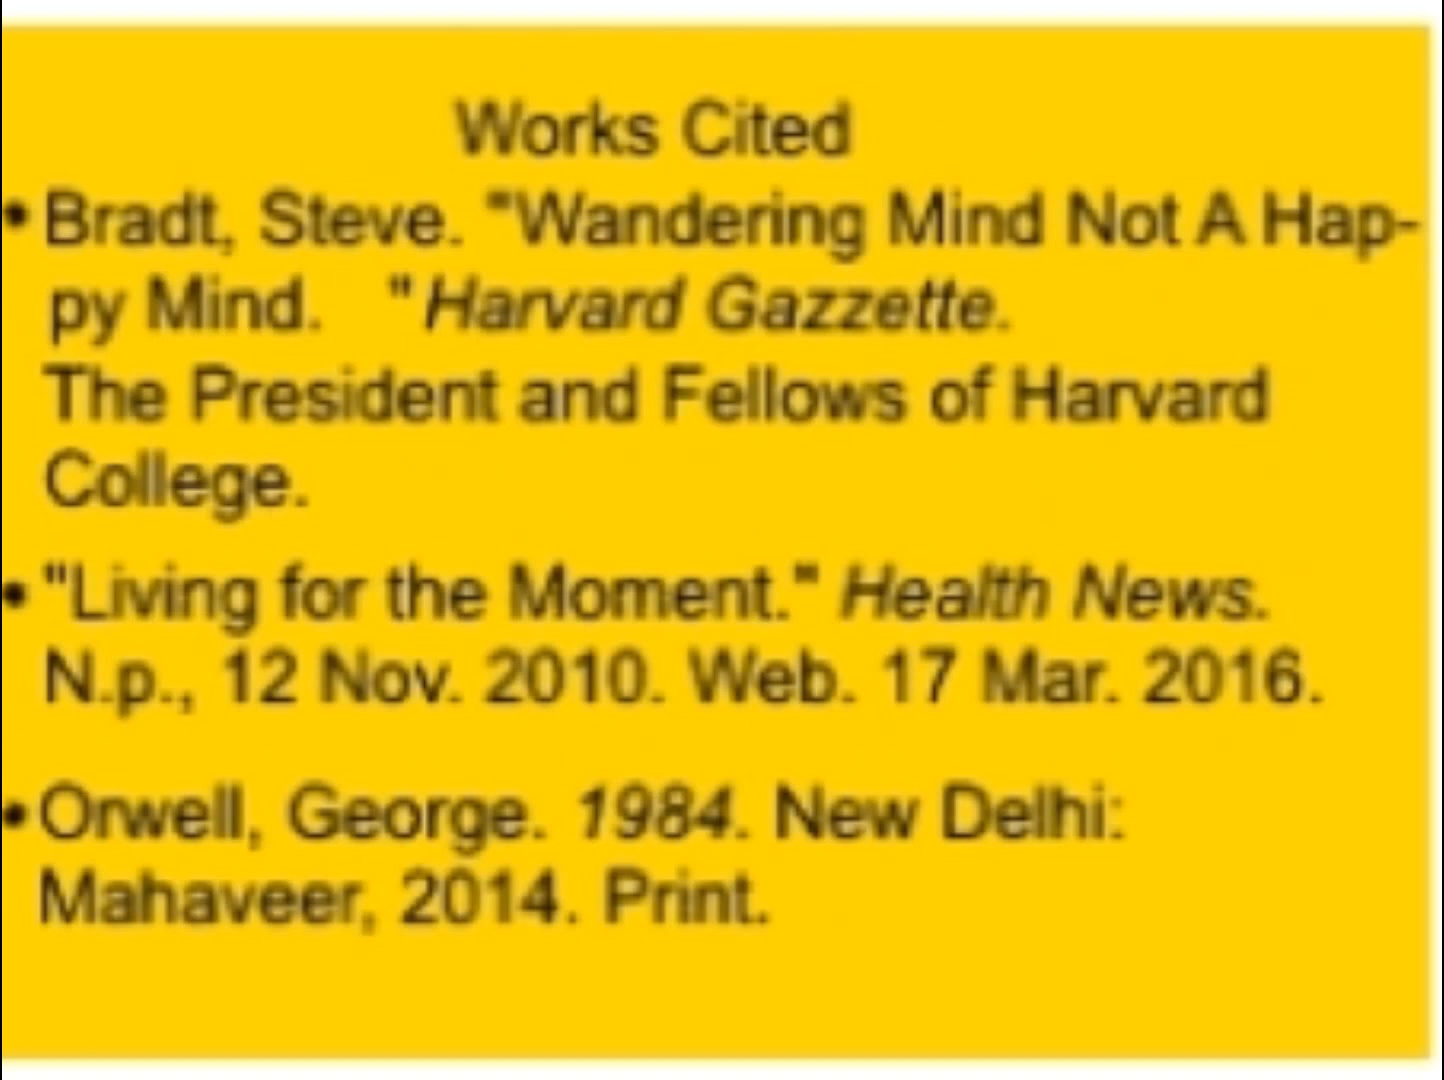 Works Cited
• Bradt, Steve. "Wandering Mind Not A Hap-
py Mind. " Harvard Gazzette.
The President and Fellows of Harvard
College.
• "Living for the Moment." Health News.
N.p., 12 Nov. 2010. Web. 17 Mar. 2016.
• Orwell, George. 1984. New Delhi:
Mahaveer, 2014. Print.